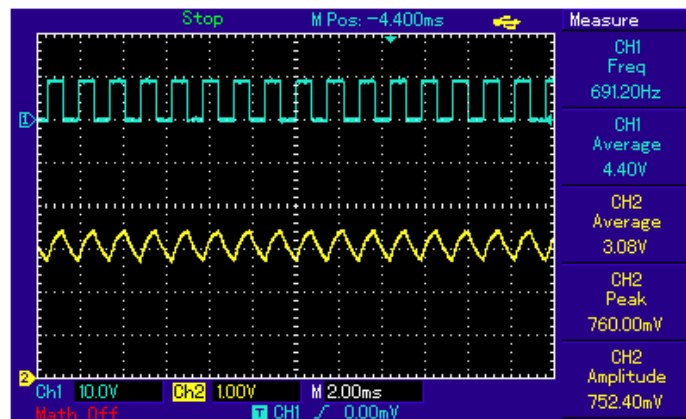 Stop M Pos: -4.400ms Measure
CH1
Freq
691.20Hz
1
CH1
Average
4.40V
CH2
Average
3.08V
CH2
Peak
760.00mV
2
CH2
Amplitude
752.40mV
Ch1 10.0V Ch2 1.00V M 2.00ms
Math Off T CH1 0.00mV